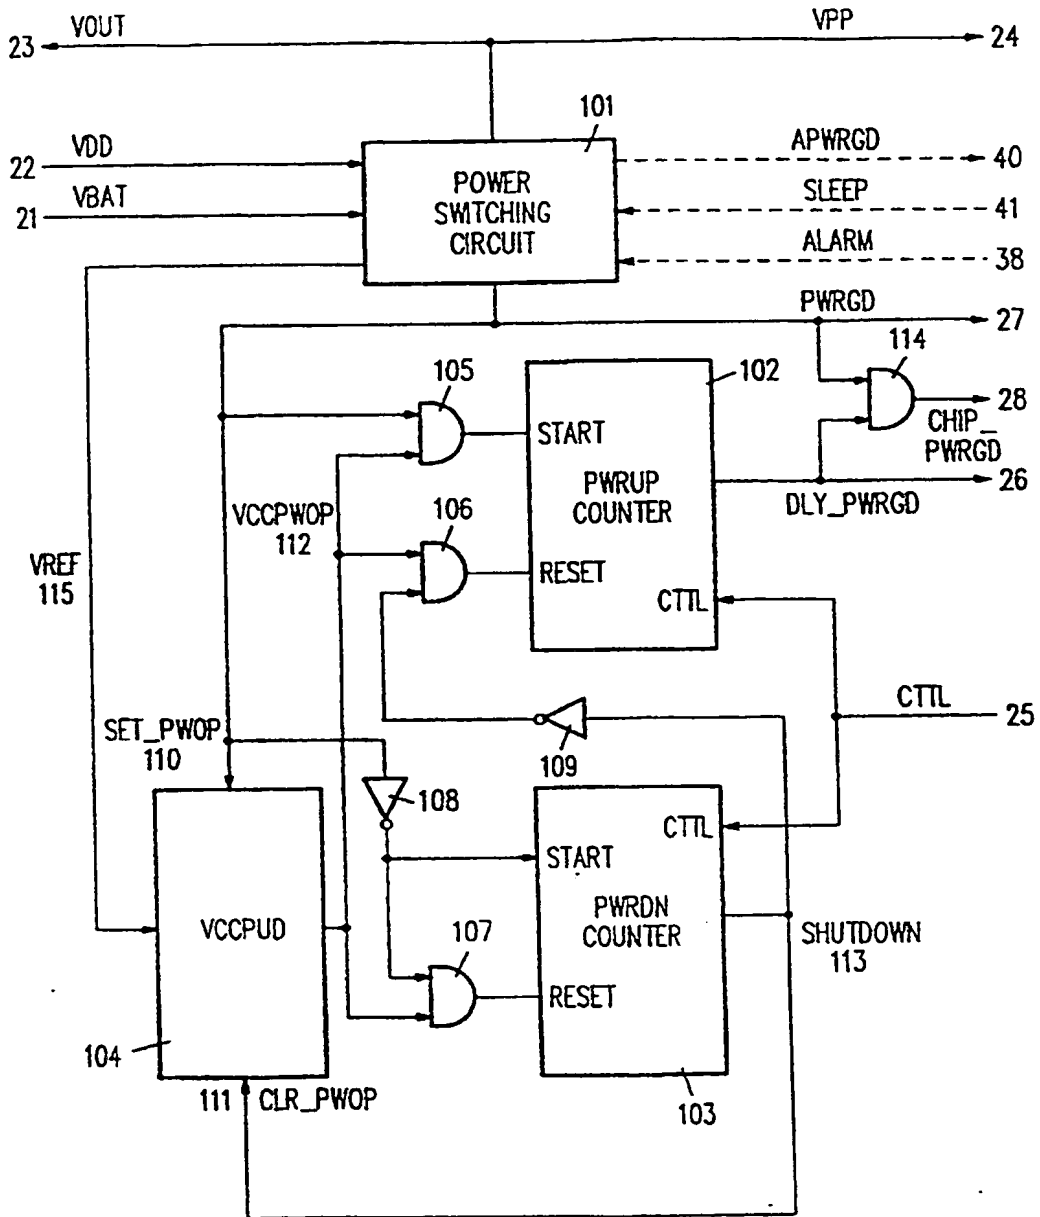 VOUT
VPP
23
24
101
VDD
APWRGD
22
40
POWER
SWITCHING
CIRCUIT
VBAT
SLEEP
21
41
ALARM
38
PWRGD
27
114
105
102
28
CHIP_
PWRGD
START
26
DLY_PWRGD
PWRUP
COUNTER
VCCPWOP
112
106
VREF
115
RESET
CTTL
CTTL
25
SET_PWOP
110
109
108
CTTL
START
VCCPUD
107
PWRDN
COUNTER
SHUTDOWN
113
RESET
104
111 CLR_PWOP
103